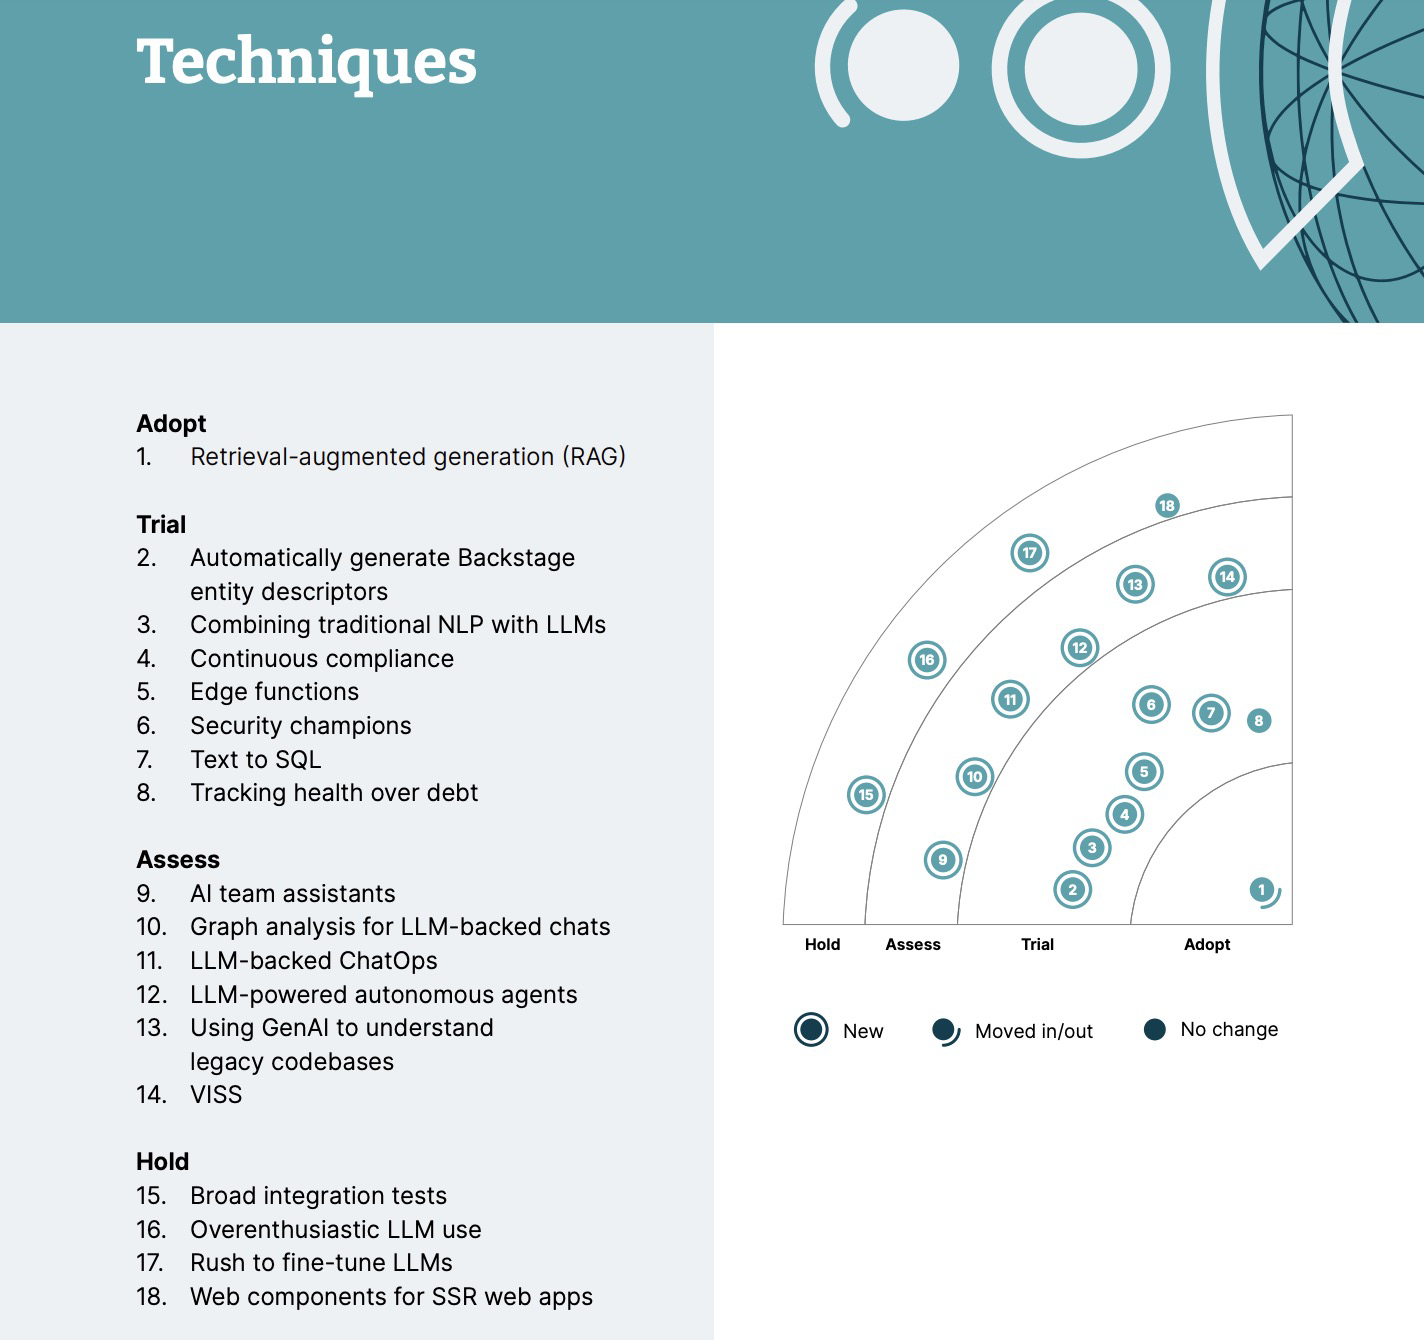 Techniques
Adopt
1. Retrieval-augmented generation (RAG)
Trial
2. Automatically generate Backstage
entity descriptors
3. Combining traditional NLP with LLMs
4. Continuous compliance
5. Edge functions
6. Security champions
7. Text to SQL
8. Tracking health over debt
Assess
9. AI team assistants
10. Graph analysis for LLM-backed chats
11. LLM-backed ChatOps
12. LLM-powered autonomous agents
13. Using GenAI to understand
legacy codebases
14. VISS
Hold
15. Broad integration tests
16. Overenthusiastic LLM use
17. Rush to fine-tune LLMs
18. Web components for SSR web apps
18
17
14
13
12
16
11
6
7
8
5
10
15
4
3
9
2
1
Hold Assess Trial Adopt
New Moved in/out No change